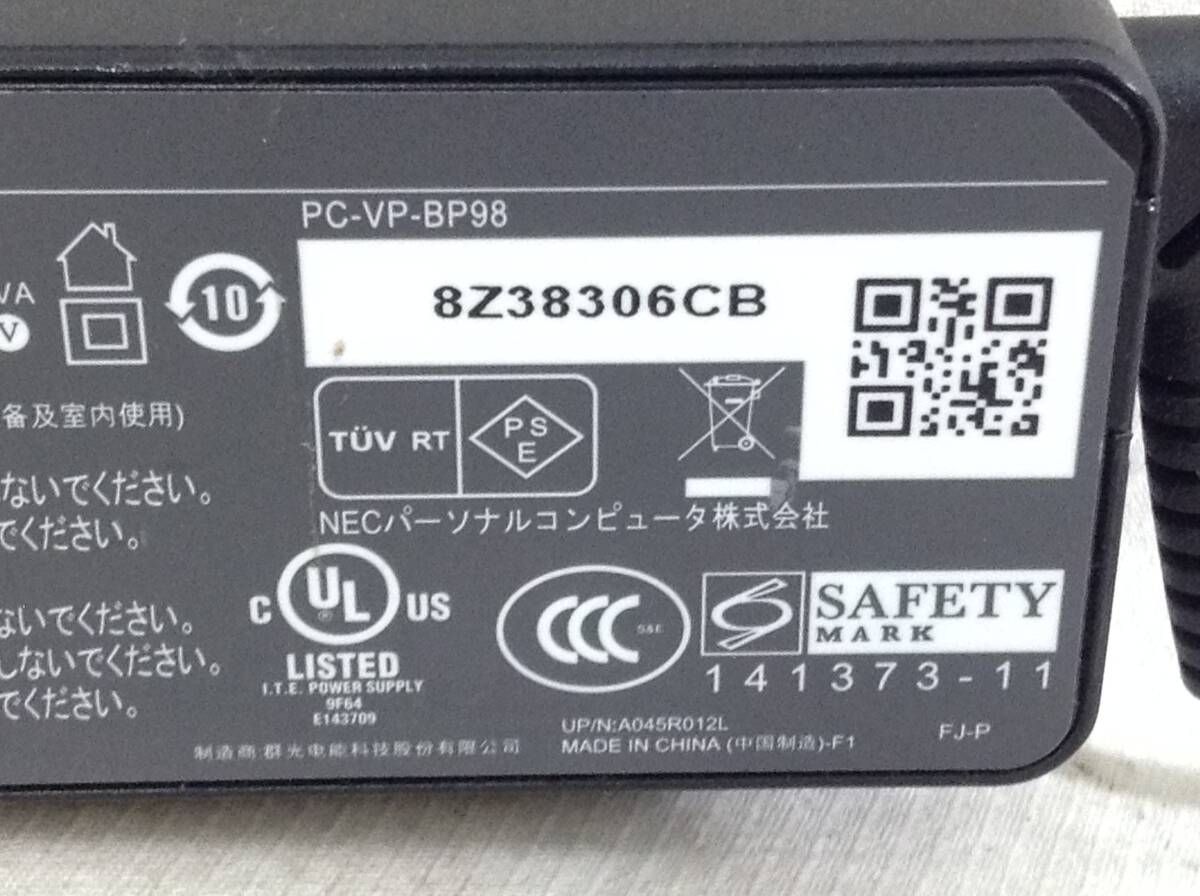 PC-VP-BP98
8Z38306CB
VA
V
10
TÜV RT
PSE
備及室内使用)
ないでください。
でください。
NECパーソナルコンピュータ株式会社
ないでください。
しないでください。
でください。
C UL US
LISTED
I.T.E. POWER SUPPLY
9F64
E143709
CCC S&E
SAFETY
MARK
141373-11
制造商:群光电能科技股份有限公司
UP/N:A045R012L
MADE IN CHINA (中国制造)-F1
FJ-P